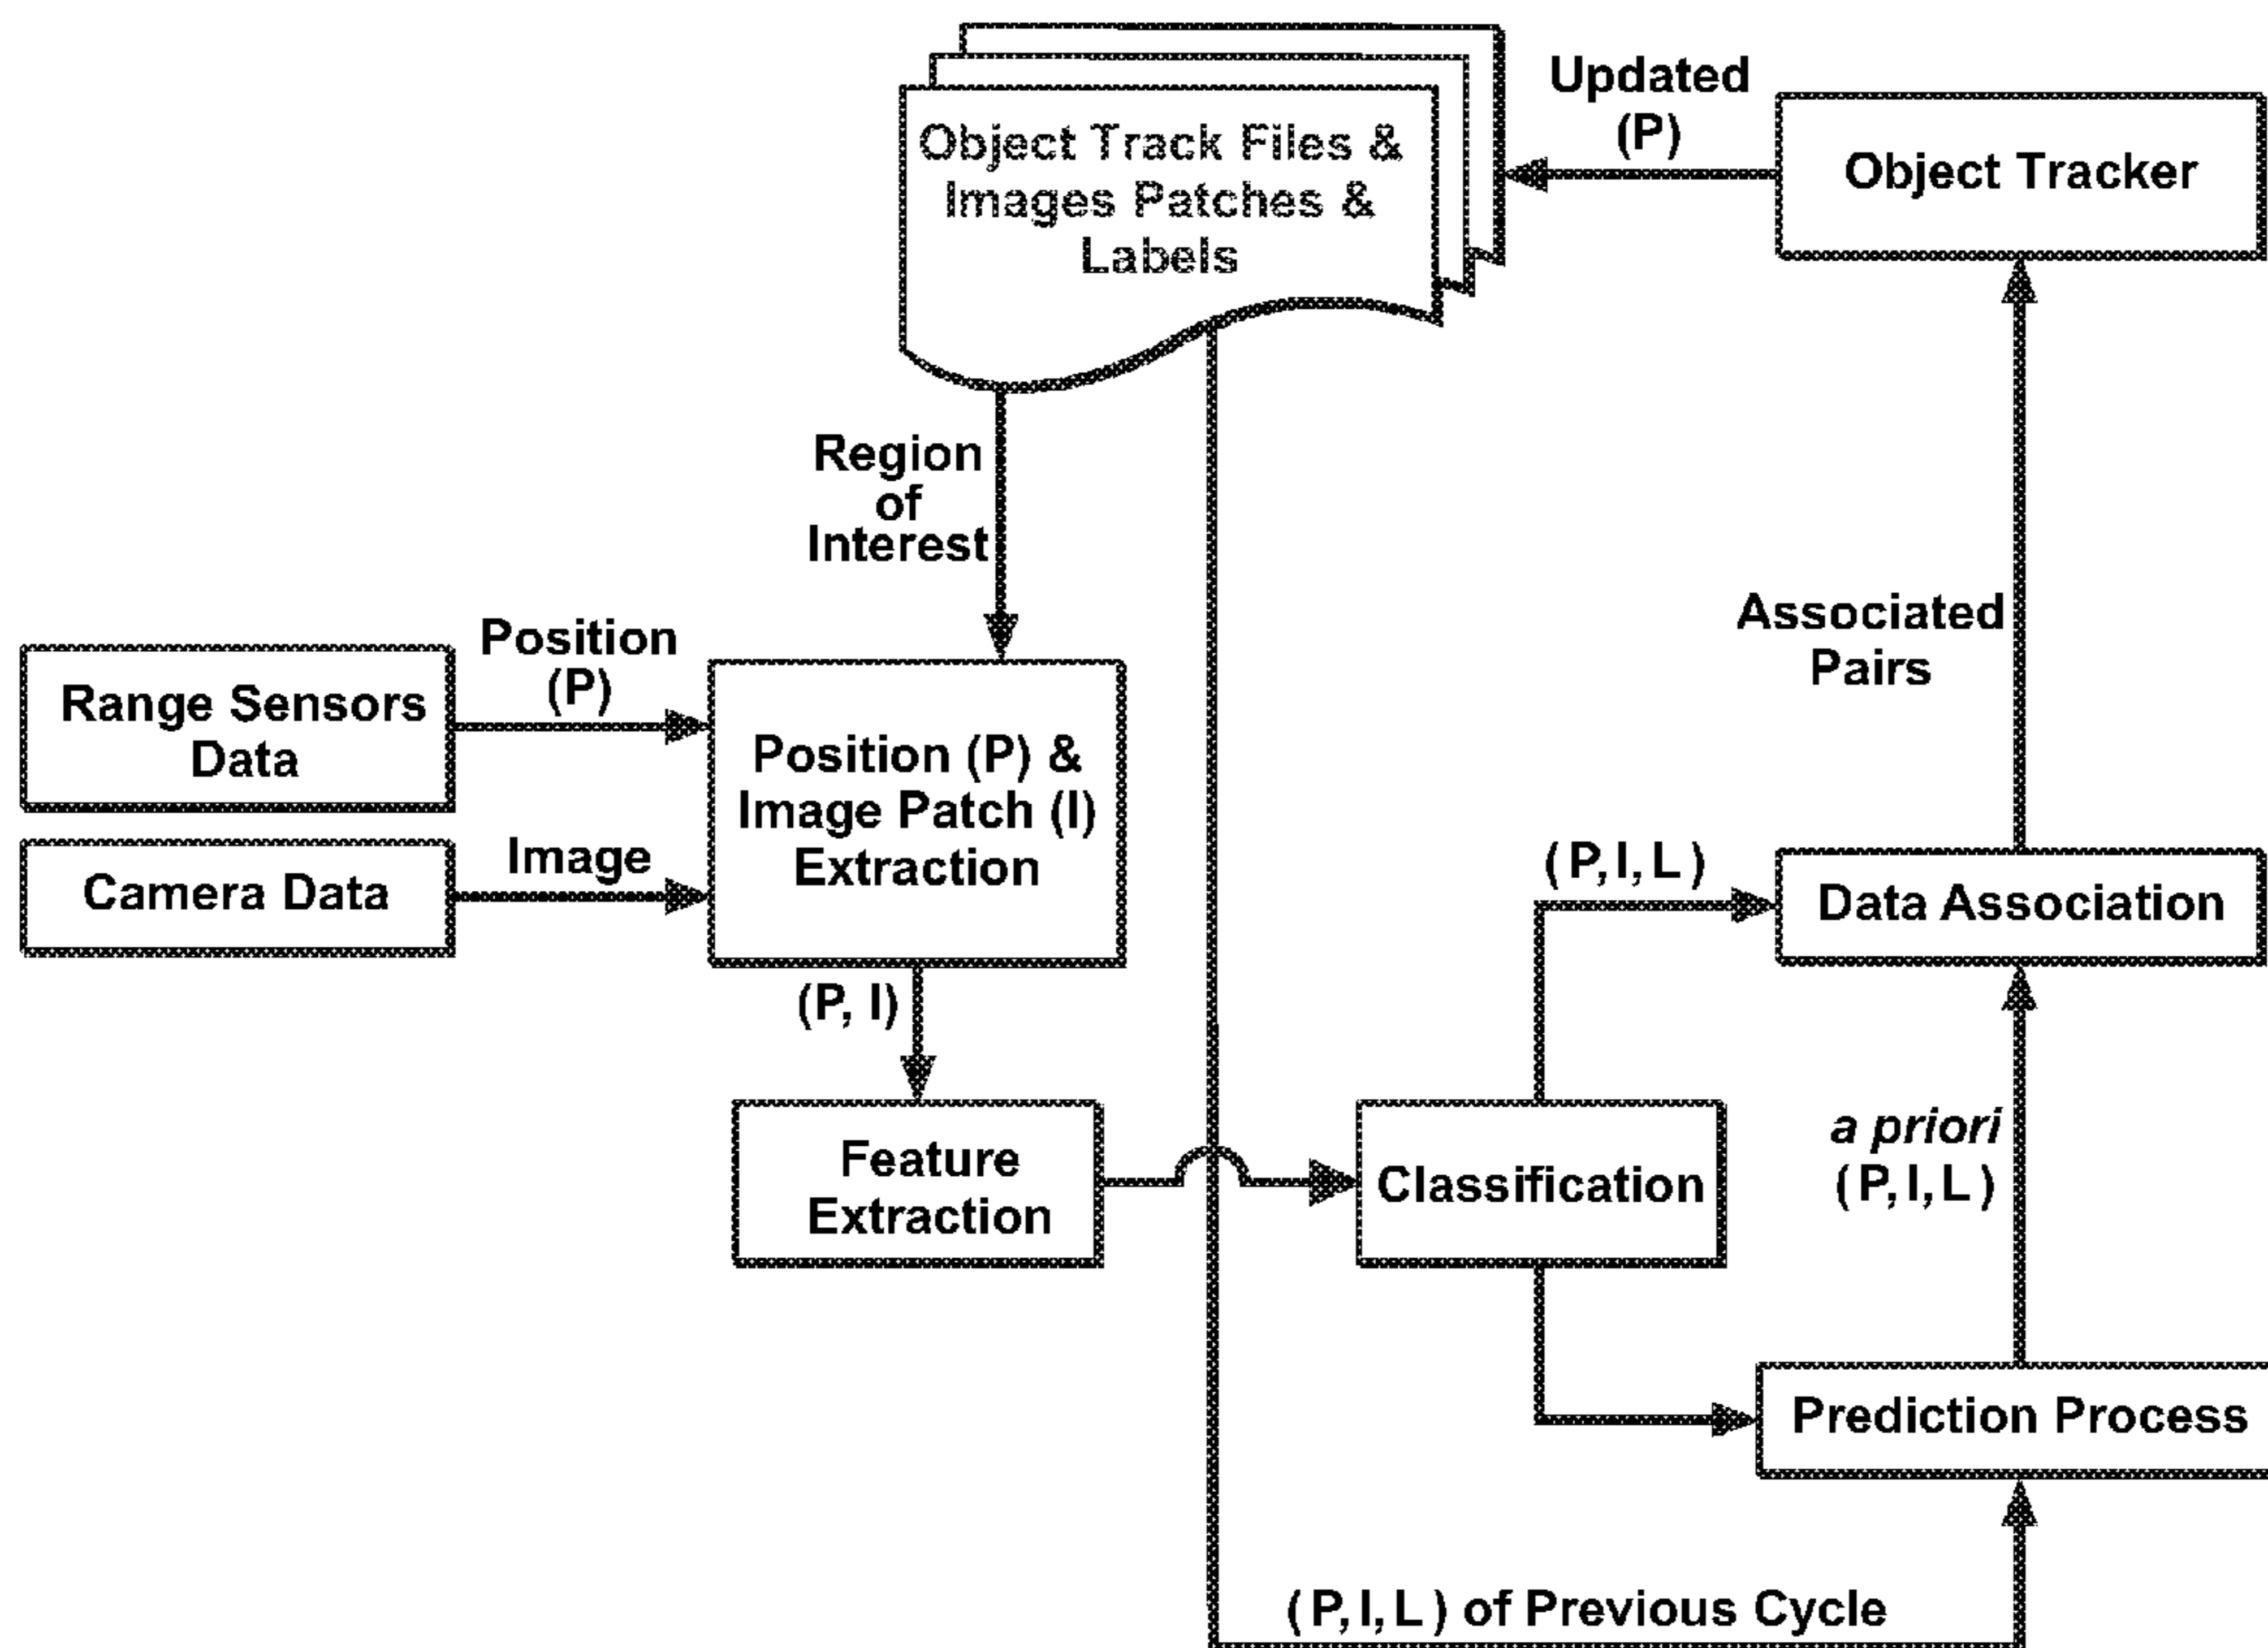 Updated
(P)
Object Track Files &
Images Patches &
Labels
Object Tracker
Region
of
Interest
Associated
Pairs
Position
(P)
Range Sensors
Data
Position (P) &
Image Patch (I)
Extraction
Camera Data
Image
(P, I, L)
Data Association
(P, I)
Feature
Extraction
Classification
a priori
(P, I, L)
Prediction Process
(P, I, L) of Previous Cycle